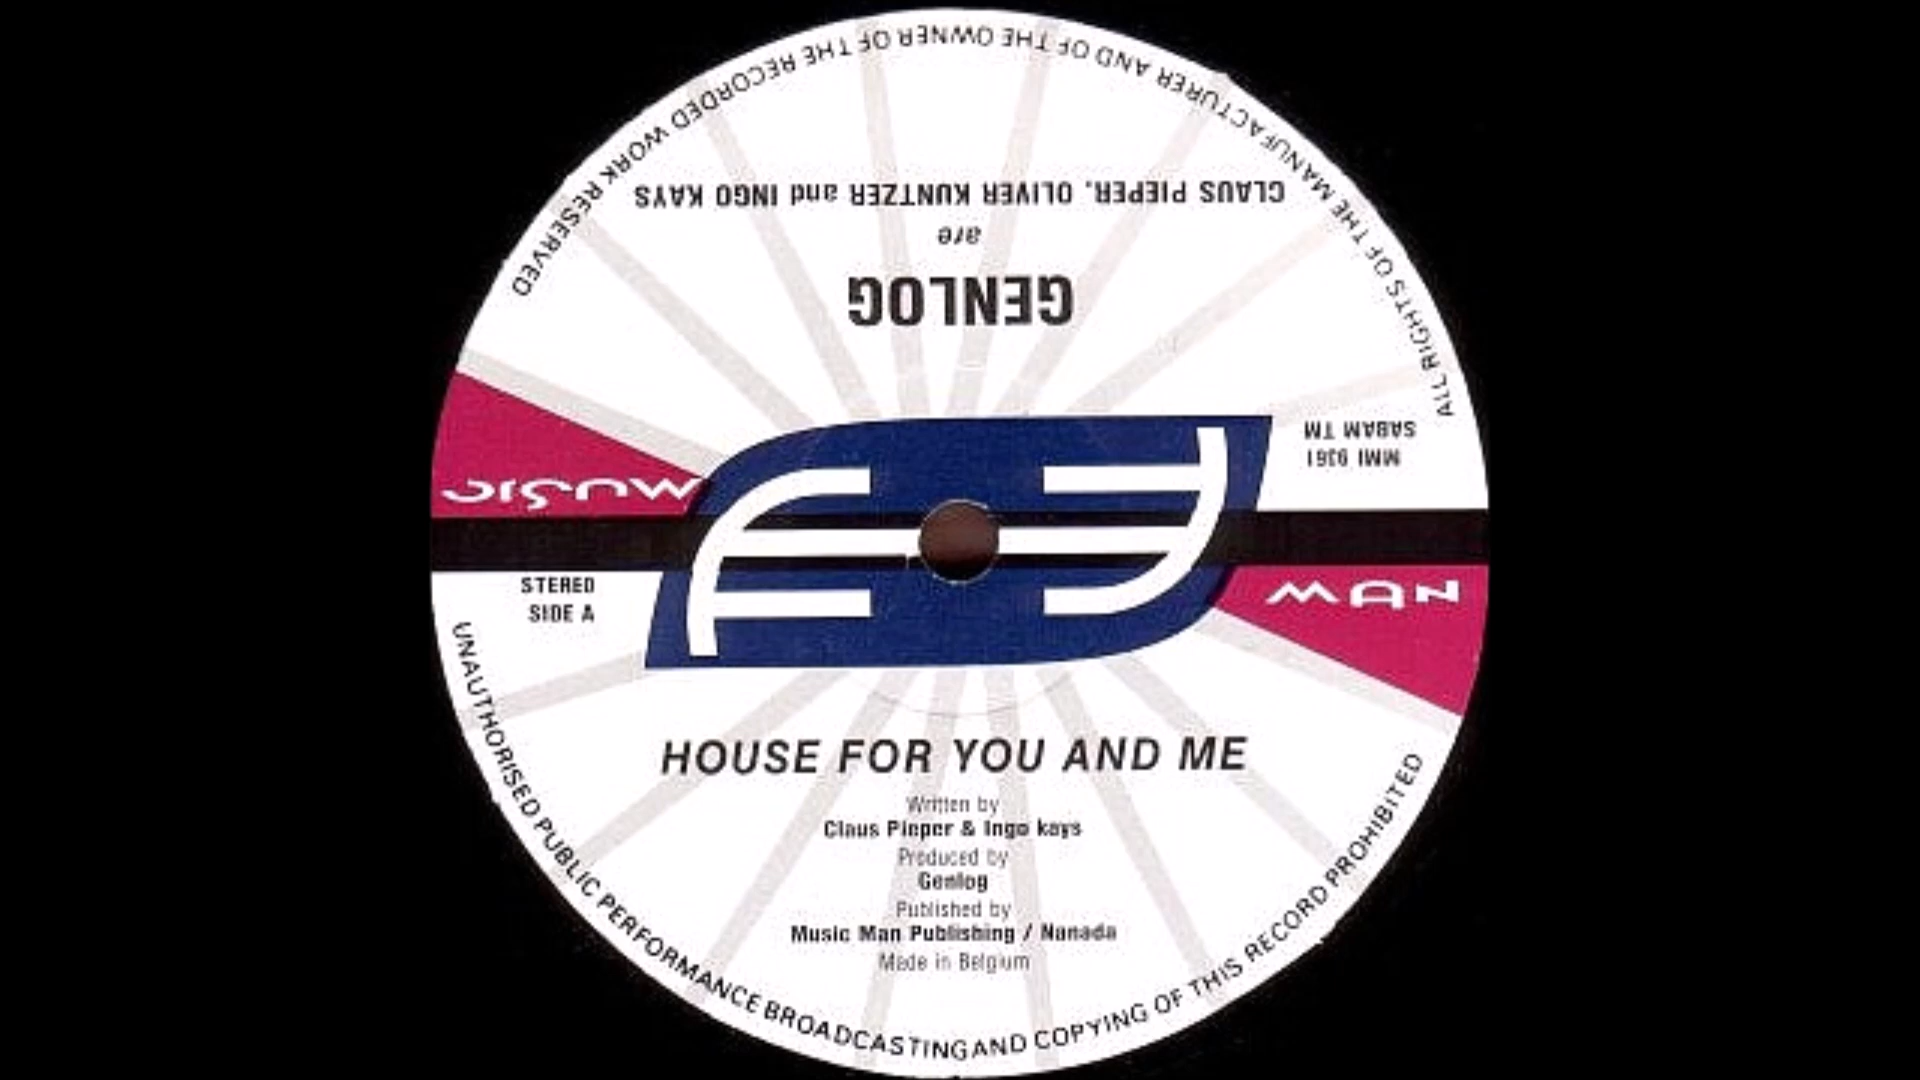 ALL RIGHTS OF THE MANUFACTURER AND OF THE OWNER OF THE RECORDED WORK RESERVED
CLAUS PIEPER, OLIVER KUNTZER and INGO KAYS
are
GENLOG
MMI 9361
SABAM TM
MUSIC
MAN
STEREO
SIDE A
HOUSE FOR YOU AND ME
Written by
Claus Pieper & Ingo kays
Produced by
Genlog
Published by
Music Man Publishing / Nanada
Made in Belgium
UNAUTHORISED PUBLIC PERFORMANCE BROADCASTING AND COPYING OF THIS RECORD PROHIBITED